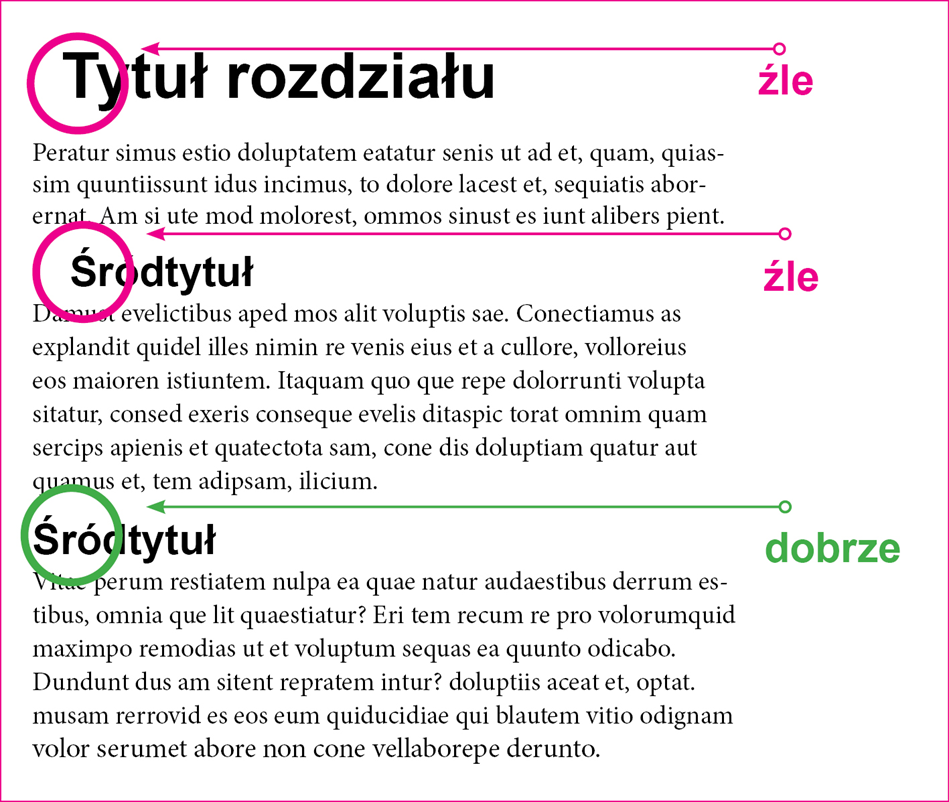 Tytuł rozdziału
źle
Peratur simus estio doluptatem eatatur senis ut ad et, quam, quias-
sim quuntiissunt idus incimus, to dolore lacest et, sequiatis abor-
ernat. Am si ute mod molorest, ommos sinust es iunt alibers pient.
Śródtytuł
źle
Damust evelictibus aped mos alit voluptis sae. Conectiamus as
explandit quidel illes nimin re venis eius et a cullore, volloreius
eos maioren istiuntem. Itaquam quo que repe dolorrunti volupta
sitatur, consed exeris conseque evelis ditaspic torat omnim quam
sercips apienis et quatectota sam, cone dis doluptiam quatur aut
quamus et, tem adipsam, ilicium.
Śródtytuł
dobrze
Vitae perum restiatem nulpa ea quae natur audaestibus derrum es-
tibus, omnia que lit quaestiatur? Eri tem recum re pro volorumquid
maximpo remodias ut et voluptum sequas ea quunto odicabo.
Dundunt dus am sitent repratem intur? doluptiis aceat et, optat.
musam rerrovid es eos eum quiducidiae qui blautem vitio odignam
volor serumet abore non cone vellaborepe derunto.